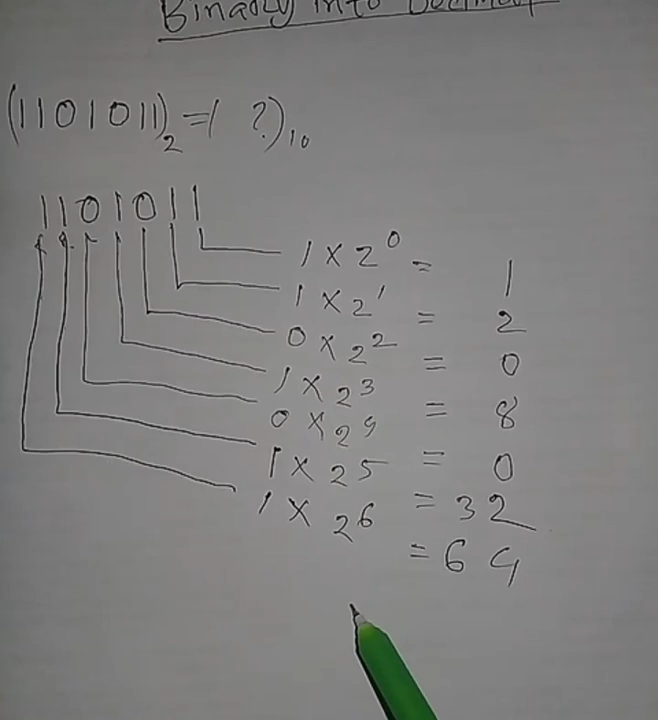 Binary into Decimal
(1101011)₂ = ( ?)₁₀
1101011
1 × 2⁰ = 1
1 × 2¹ = 2
0 × 2² = 0
1 × 2³ = 8
0 × 2⁴ = 0
1 × 2⁵ = 32
1 × 2⁶ = 64